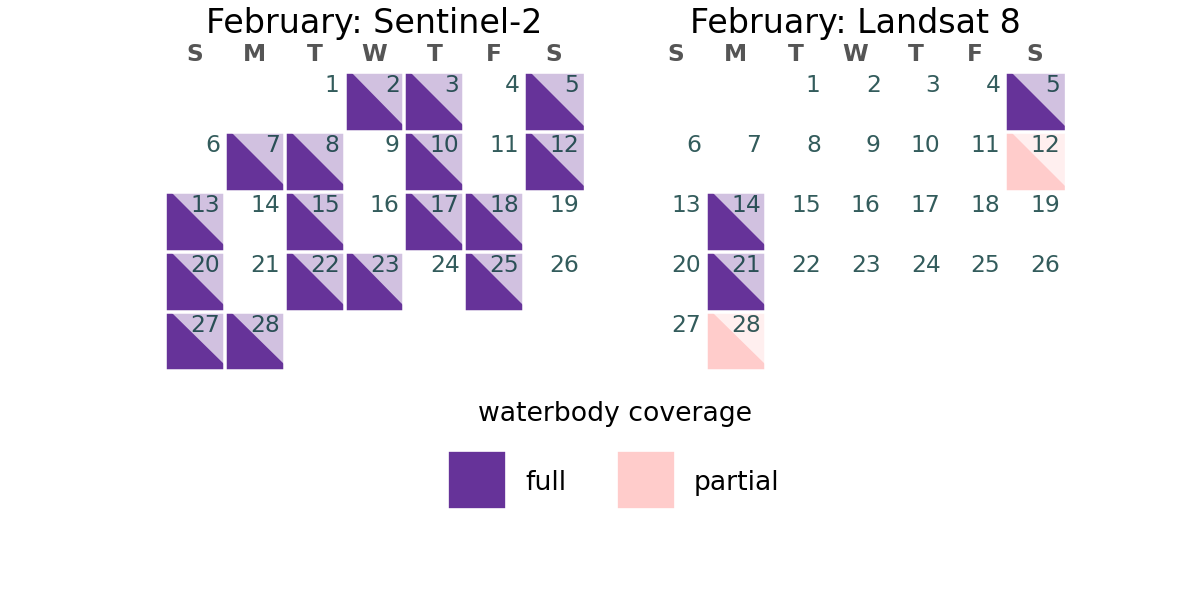 February: Sentinel-2
S M T W T F S
1 2 3 4 5
6 7 8 9 10 11 12
13 14 15 16 17 18 19
20 21 22 23 24 25 26
27 28
February: Landsat 8
S M T W T F S
1 2 3 4 5
6 7 8 9 10 11 12
13 14 15 16 17 18 19
20 21 22 23 24 25 26
27 28
waterbody coverage
full partial